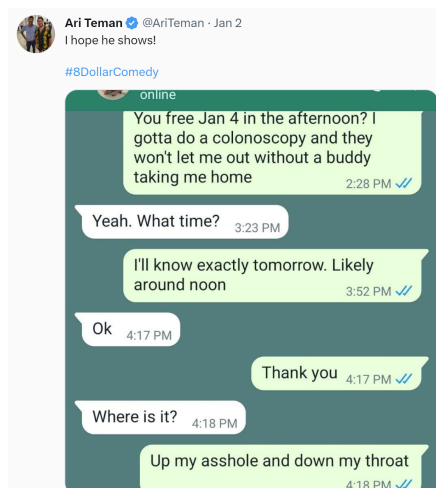 Ari Teman @AriTeman · Jan 2
I hope he shows!
#8DollarComedy
online
You free Jan 4 in the afternoon? I
gotta do a colonoscopy and they
won't let me out without a buddy
taking me home
2:28 PM
Yeah. What time? 3:23 PM
I'll know exactly tomorrow. Likely
around noon
3:52 PM
Ok 4:17 PM
Thank you 4:17 PM
Where is it? 4:18 PM
Up my asshole and down my throat
4:18 PM